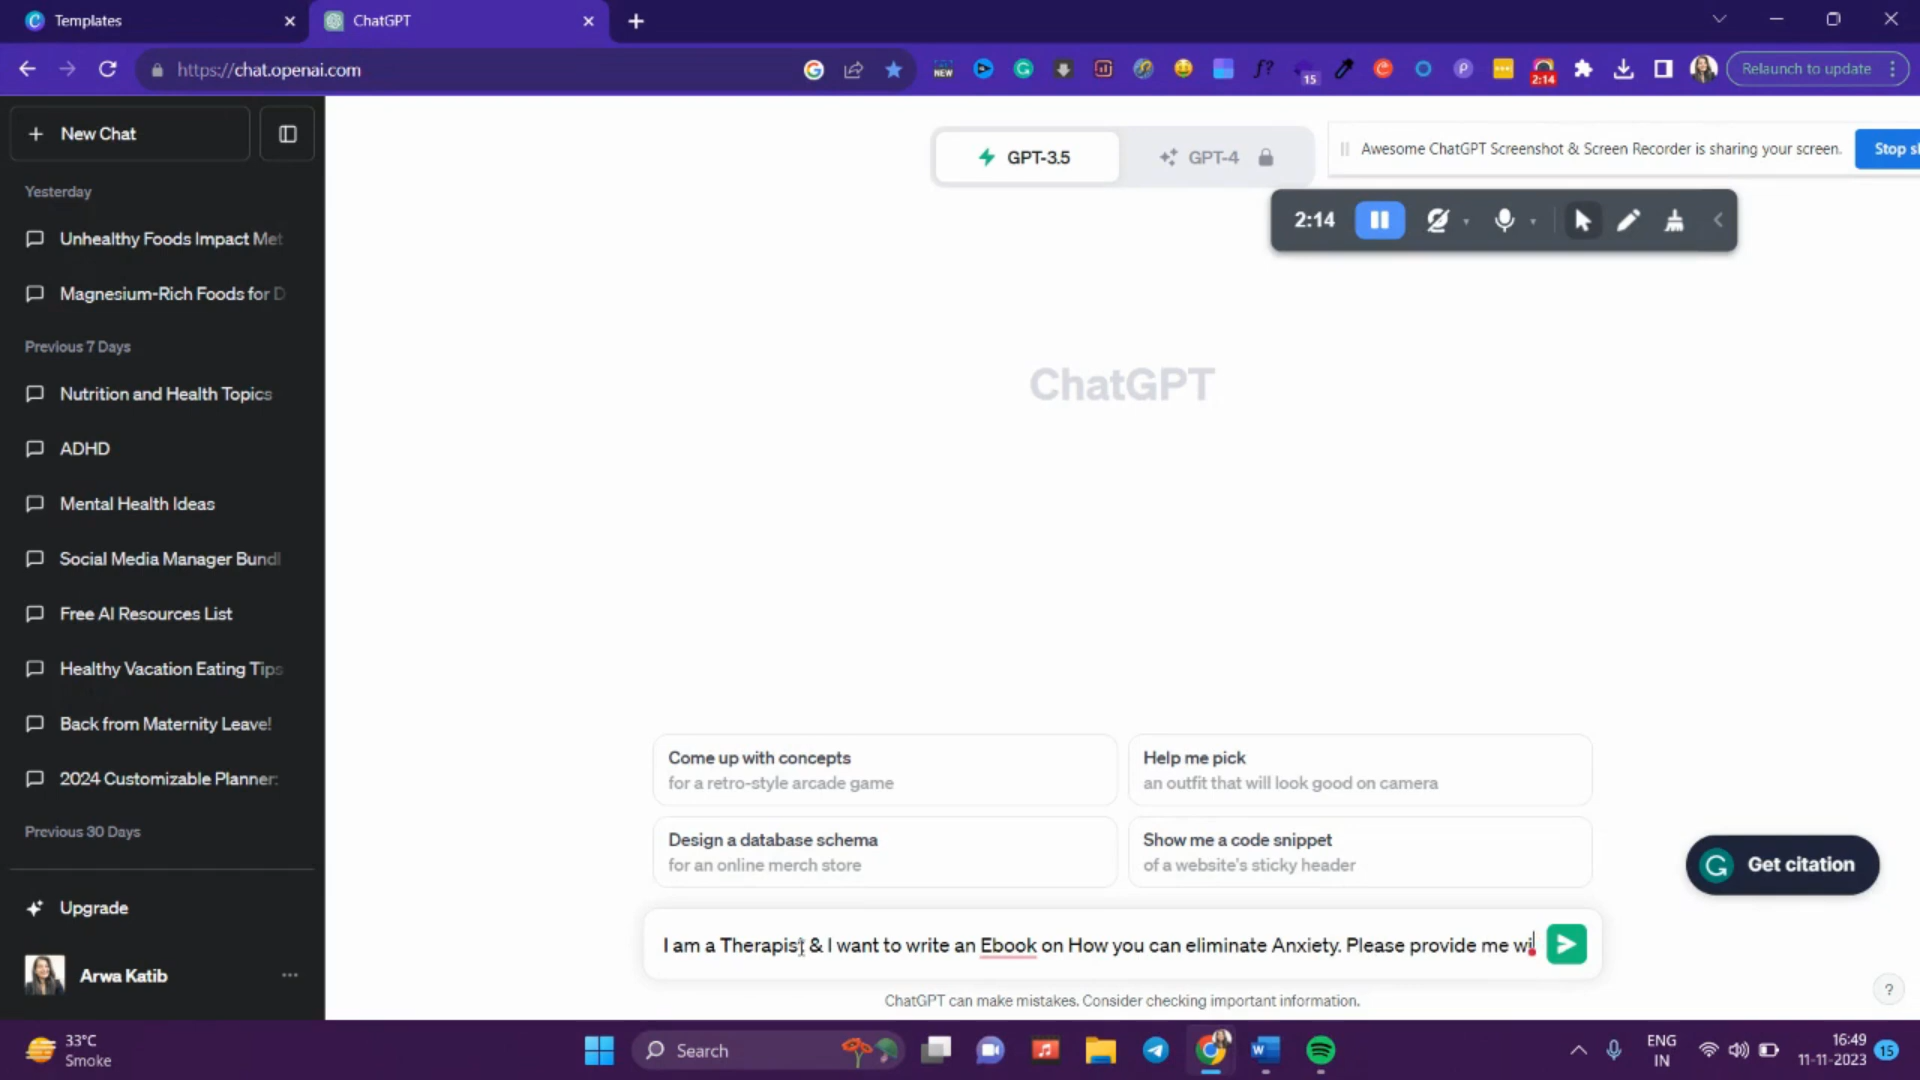 Templates
ChatGPT
https://chat.openai.com
NEW
15
2:14
Relaunch to update
New Chat
GPT-3.5
GPT-4
Awesome ChatGPT Screenshot & Screen Recorder is sharing your screen.
Stop sl
2:14
Yesterday
Unhealthy Foods Impact Met
Magnesium-Rich Foods for D
Previous 7 Days
Nutrition and Health Topics
ADHD
Mental Health Ideas
Social Media Manager Bundl
Free AI Resources List
Healthy Vacation Eating Tips
Back from Maternity Leave!
2024 Customizable Planner:
Previous 30 Days
Upgrade
Arwa Katib
ChatGPT
Come up with concepts
for a retro-style arcade game
Help me pick
an outfit that will look good on camera
Design a database schema
for an online merch store
Show me a code snippet
of a website's sticky header
Get citation
I am a Therapist & I want to write an Ebook on How you can eliminate Anxiety. Please provide me wi
ChatGPT can make mistakes. Consider checking important information.
?
33°C
Smoke
Search
ENG
IN
16:49
11-11-2023
15